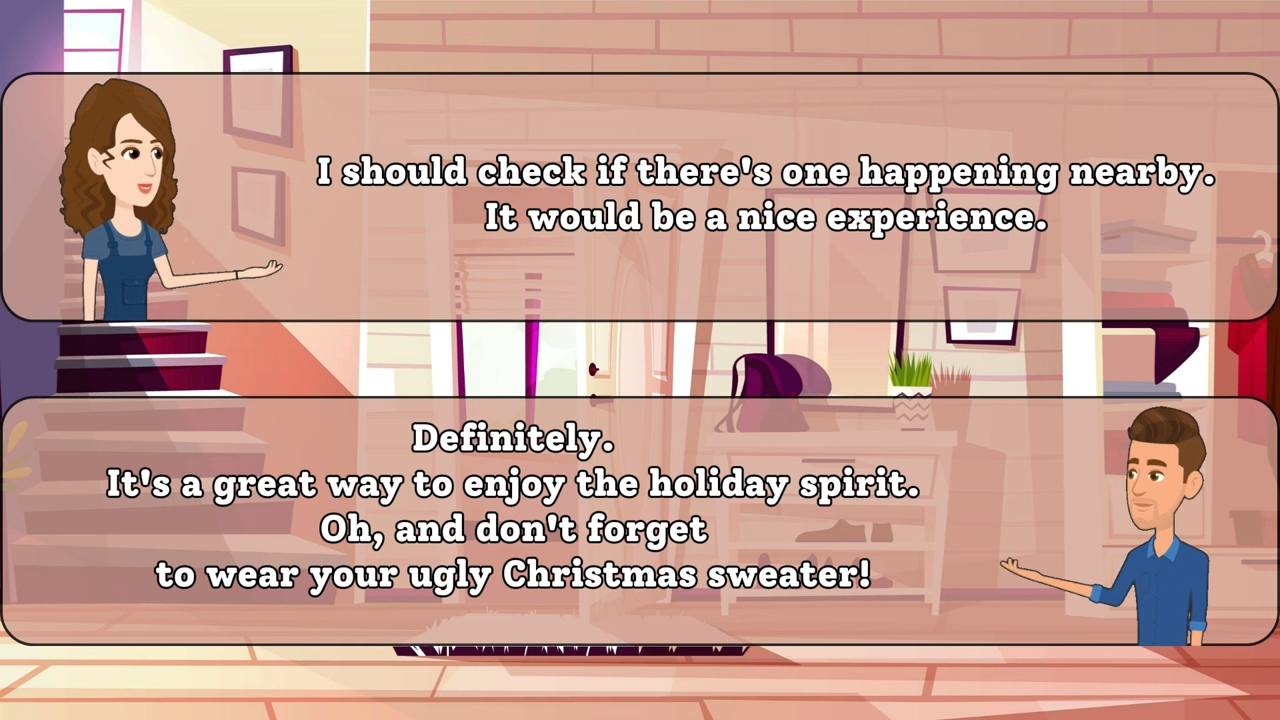 I should check if there's one happening nearby.
It would be a nice experience.
Definitely.
It's a great way to enjoy the holiday spirit.
Oh, and don't forget
to wear your ugly Christmas sweater!